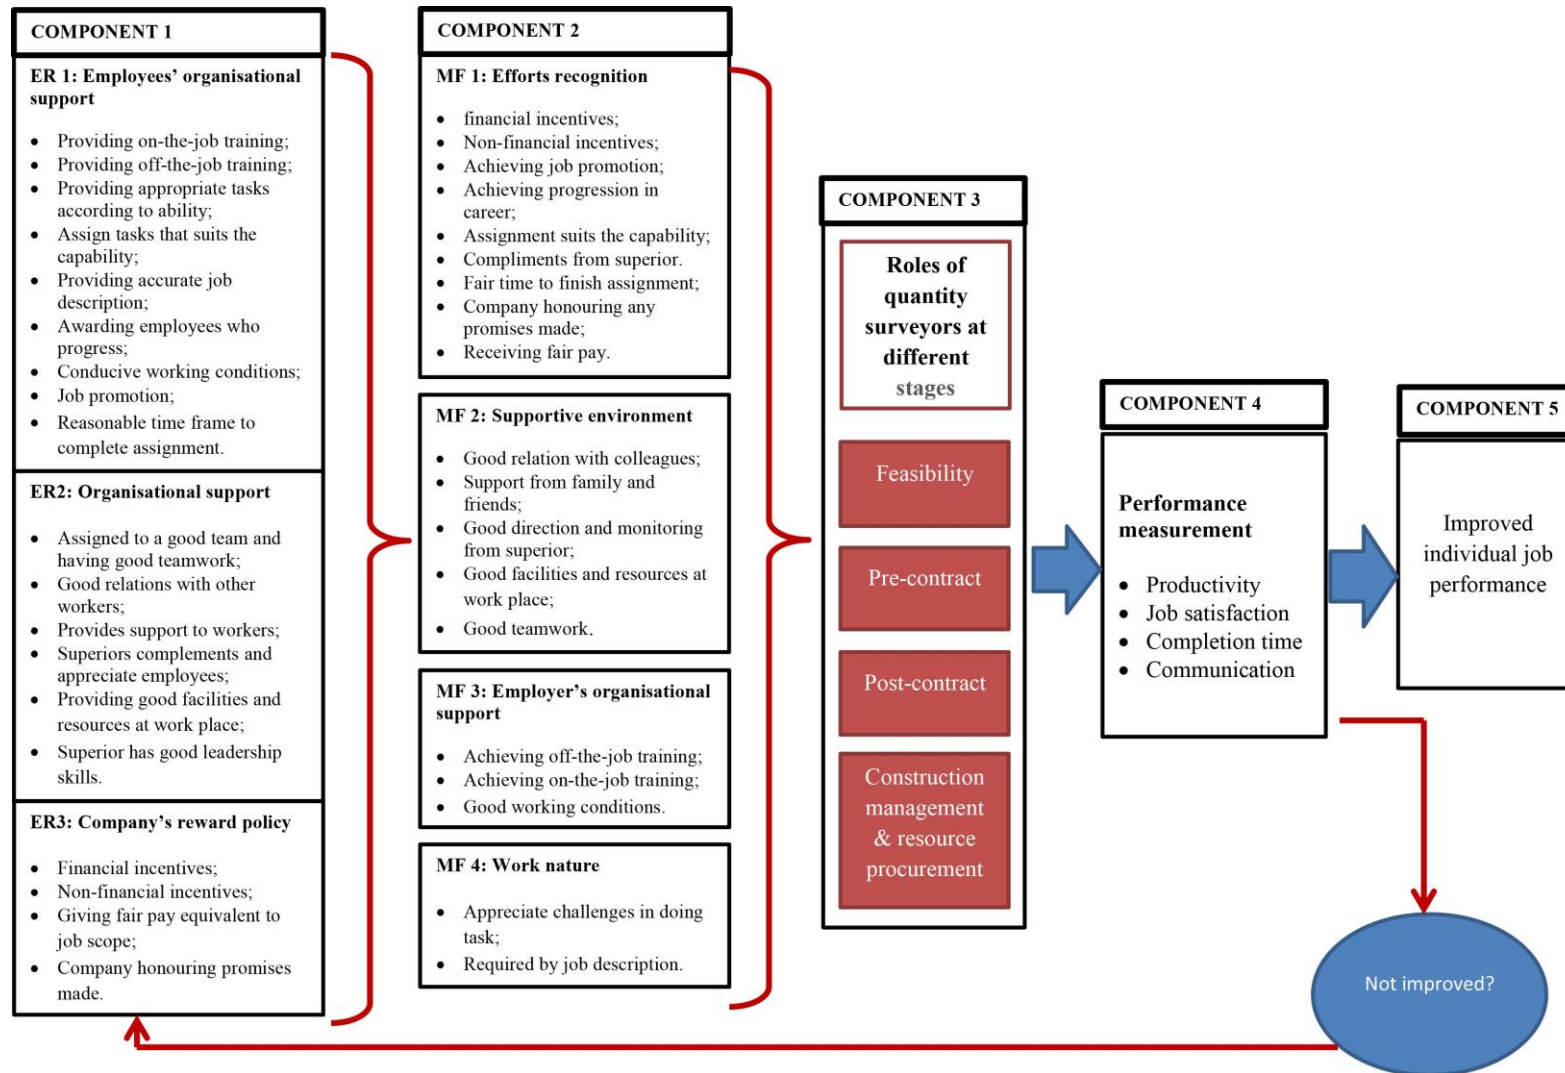 COMPONENT 1
ER 1: Employees’ organisational
support
• Providing on-the-job training;
• Providing off-the-job training;
• Providing appropriate tasks
according to ability;
• Assign tasks that suits the
capability;
• Providing accurate job
description;
• Awarding employees who
progress;
• Conducive working conditions;
• Job promotion;
• Reasonable time frame to
complete assignment.
ER2: Organisational support
• Assigned to a good team and
having good teamwork;
• Good relations with other
workers;
• Provides support to workers;
• Superiors complements and
appreciate employees;
• Providing good facilities and
resources at work place;
• Superior has good leadership
skills.
ER3: Company’s reward policy
• Financial incentives;
• Non-financial incentives;
• Giving fair pay equivalent to
job scope;
• Company honouring promises
made.
COMPONENT 2
MF 1: Efforts recognition
• financial incentives;
• Non-financial incentives;
• Achieving job promotion;
• Achieving progression in
career;
• Assignment suits the capability;
• Compliments from superior.
• Fair time to finish assignment;
• Company honouring any
promises made;
• Receiving fair pay.
MF 2: Supportive environment
• Good relation with colleagues;
• Support from family and
friends;
• Good direction and monitoring
from superior;
• Good facilities and resources at
work place;
• Good teamwork.
MF 3: Employer’s organisational
support
• Achieving off-the-job training;
• Achieving on-the-job training;
• Good working conditions.
MF 4: Work nature
• Appreciate challenges in doing
task;
• Required by job description.
COMPONENT 3
Roles of
quantity
surveyors at
different
stages
Feasibility
Pre-contract
Post-contract
Construction
management
& resource
procurement
COMPONENT 4
Performance
measurement
• Productivity
• Job satisfaction
• Completion time
• Communication
COMPONENT 5
Improved
individual job
performance
Not improved?